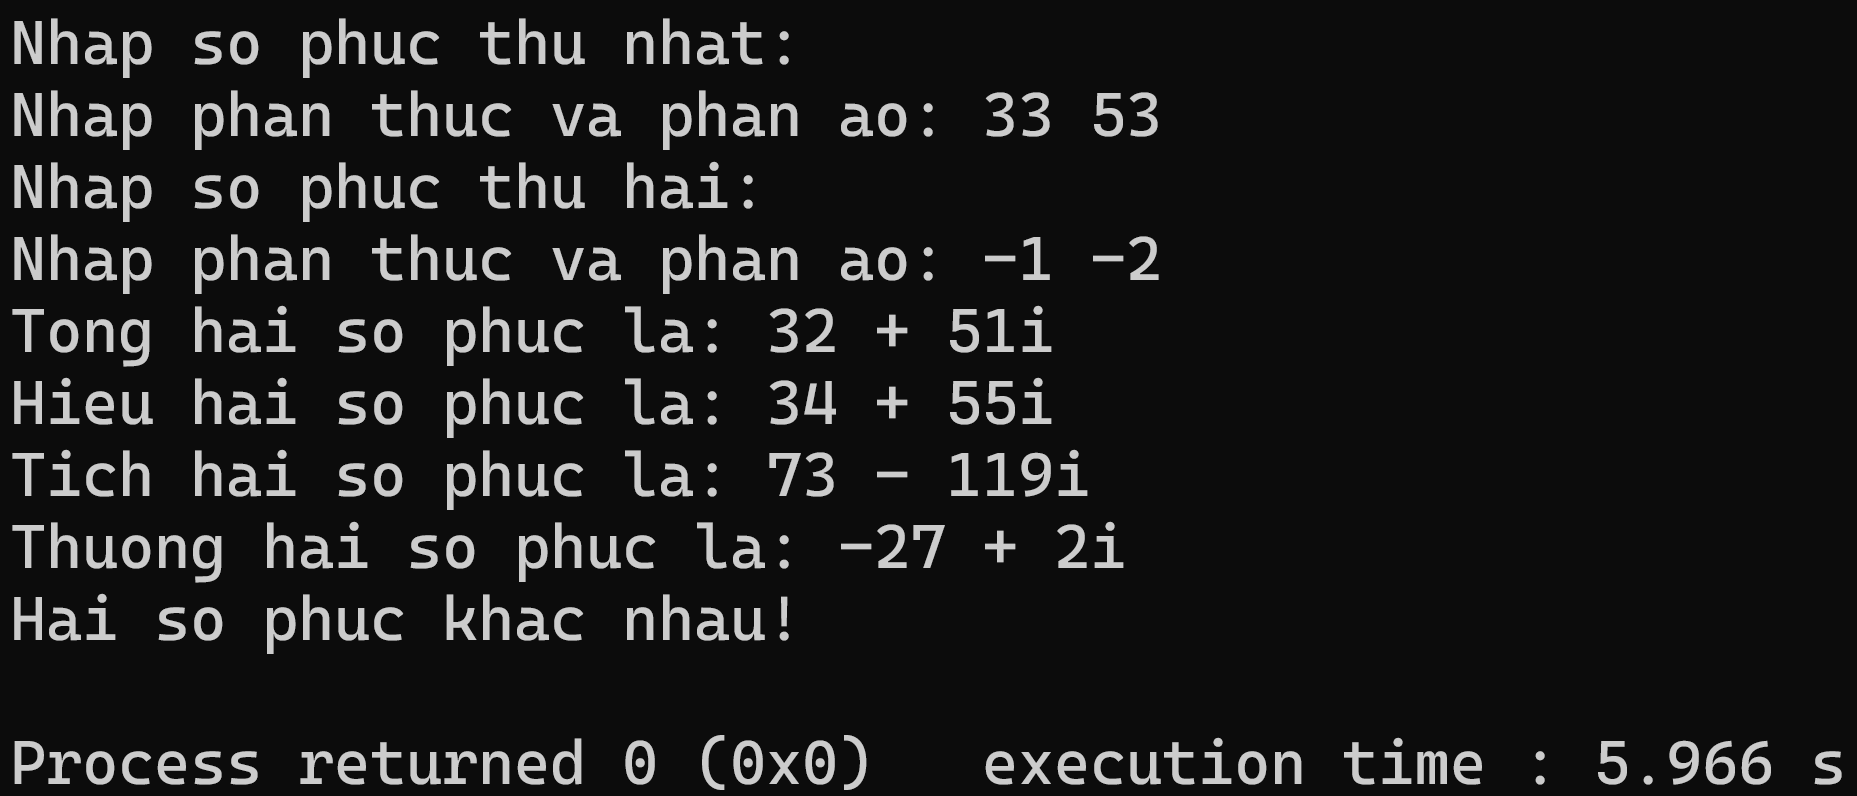 Nhap so phuc thu nhat:
Nhap phan thuc va phan ao: 33 53
Nhap so phuc thu hai:
Nhap phan thuc va phan ao: -1 -2
Tong hai so phuc la: 32 + 51i
Hieu hai so phuc la: 34 + 55i
Tich hai so phuc la: 73 - 119i
Thuong hai so phuc la: -27 + 2i
Hai so phuc khac nhau!
Process returned 0 (0x0)   execution time : 5.966 s